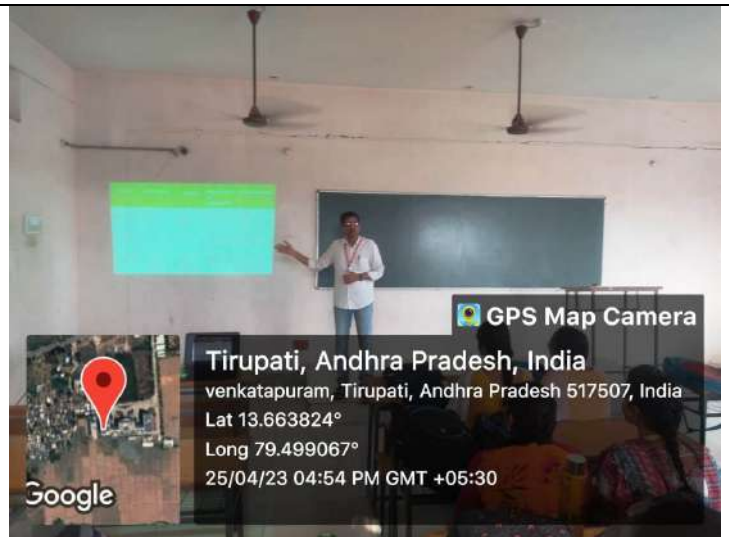 GPS Map Camera
Tirupati, Andhra Pradesh, India
venkatapuram, Tirupati, Andhra Pradesh 517507, India
Lat 13.663824°
Long 79.499067°
25/04/23 04:54 PM GMT +05:30
Google